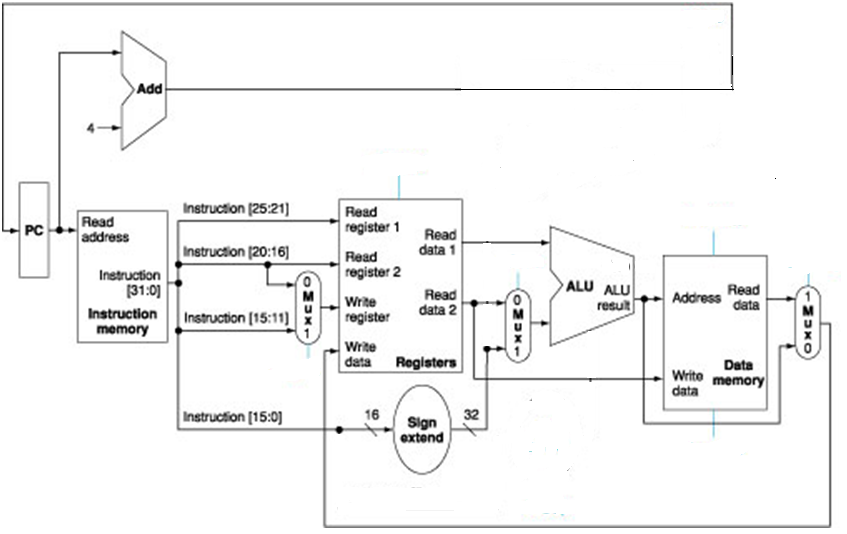 Add
4
PC
Read
address
Instruction
[31:0]
Instruction
memory
Instruction [25:21]
Instruction [20:16]
Instruction [15:11]
Instruction [15:0]
0
M
u
x
1
Read
register 1
Read
register 2
Write
register
Write
data
Read
data 1
Read
data 2
Registers
16
Sign
extend
32
0
M
u
x
1
ALU
ALU
result
Address
Read
data
Write
data
Data
memory
1
M
u
x
0